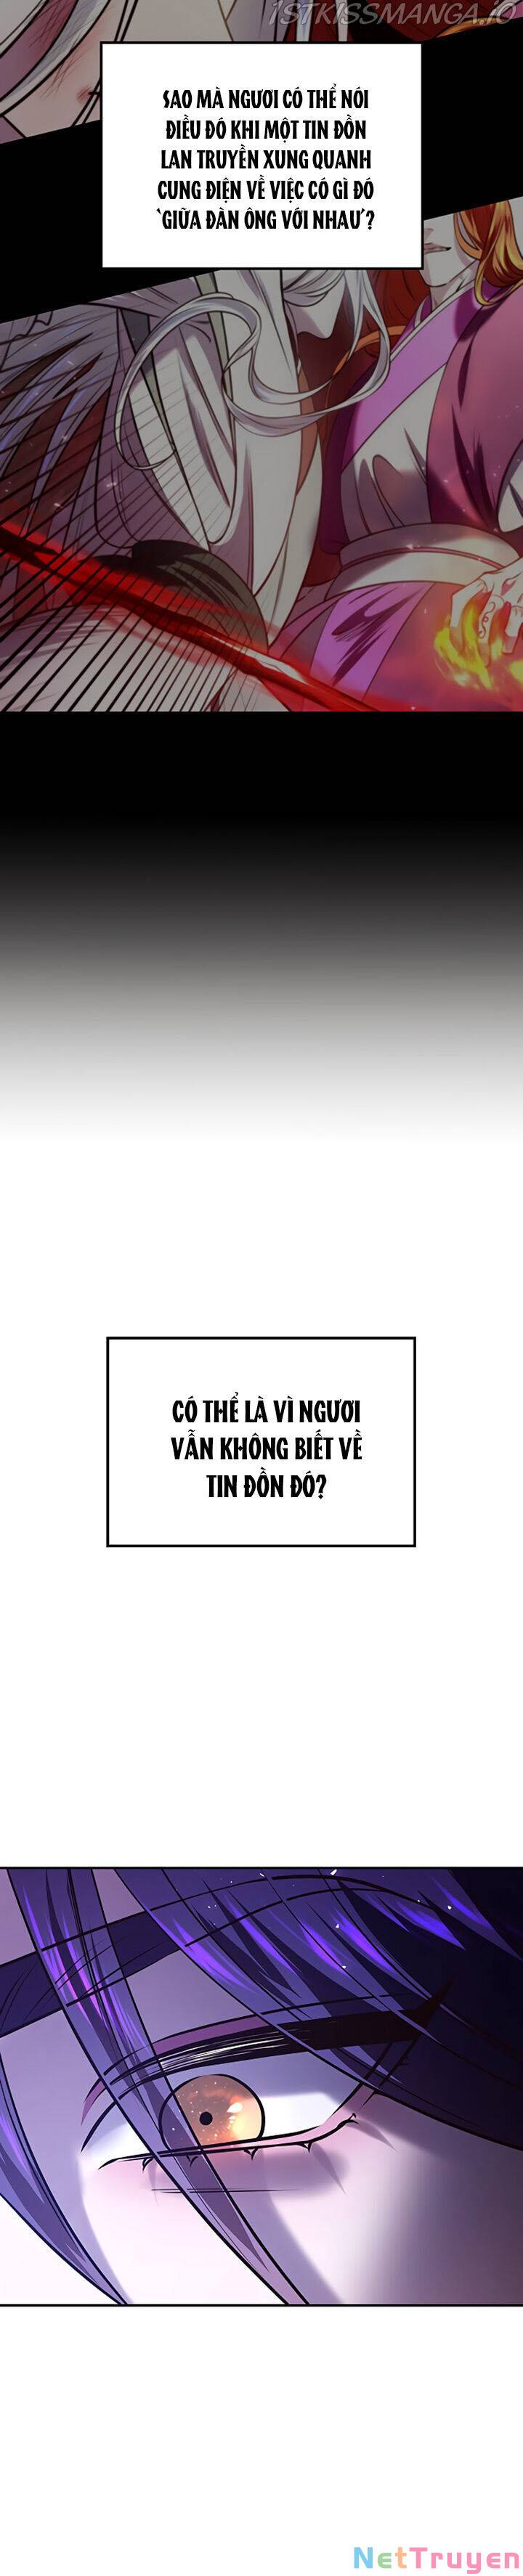 1STKISSMANGA.IO
SAO MÀ NGƯƠI CÓ THỂ NÓI
ĐIỀU ĐÓ KHI MỘT TIN ĐỒN
LAN TRUYỀN XUNG QUANH
CUNG ĐIỆN VỀ VIỆC CÓ GÌ ĐÓ
‘GIỮA ĐÀN ÔNG VỚI NHAU’?
CÓ THỂ LÀ VÌ NGƯƠI
VẪN KHÔNG BIẾT VỀ
TIN ĐỒN ĐÓ?
NetTruyen